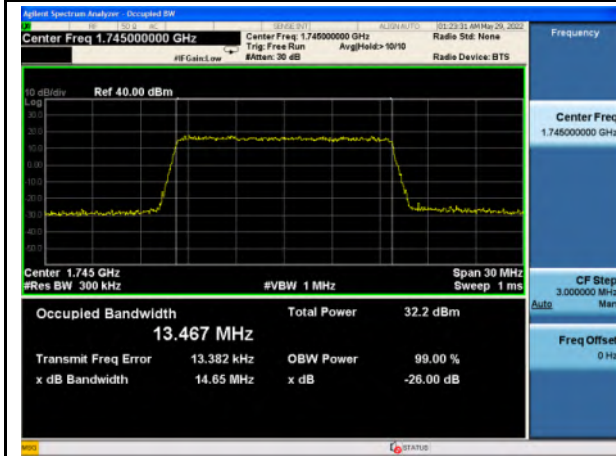 Agilent Spectrum Analyzer - Occupied BW
RF 50 Ω AC SENSE:INT ALIGN AUTO 01:23:31 AM May 29, 2022
Center Freq 1.745000000 GHz Center Freq: 1.745000000 GHz Radio Std: None Frequency
Trig: Free Run Avg|Hold:> 10/10
#IFGain:Low #Atten: 30 dB Radio Device: BTS
10 dB/div Ref 40.00 dBm
Log
30.0
20.0
10.0
0.00
-10.0
-20.0
-30.0
-40.0
-50.0
Center Freq
1.745000000 GHz
Center 1.745 GHz Span 30 MHz
#Res BW 300 kHz #VBW 1 MHz Sweep 1 ms
CF Step
3.000000 MHz
Auto Man
Occupied Bandwidth Total Power 32.2 dBm
13.467 MHz
Freq Offset
0 Hz
Transmit Freq Error 13.382 kHz OBW Power 99.00 %
x dB Bandwidth 14.65 MHz x dB -26.00 dB
MSG STATUS